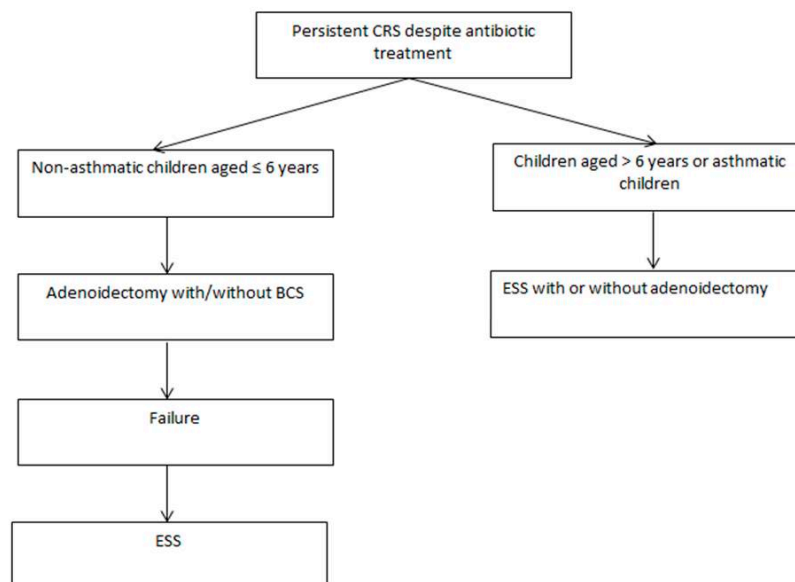 Persistent CRS despite antibiotic
treatment
Non-asthmatic children aged ≤ 6 years
Children aged > 6 years or asthmatic
children
Adenoidectomy with/without BCS
ESS with or without adenoidectomy
Failure
ESS